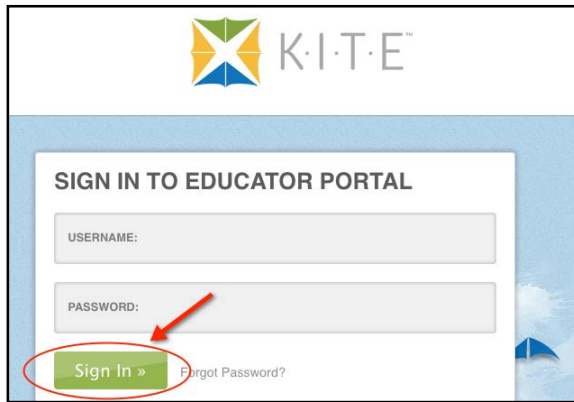 K·I·T·E™
SIGN IN TO EDUCATOR PORTAL
USERNAME:
PASSWORD:
Sign In » Forgot Password?